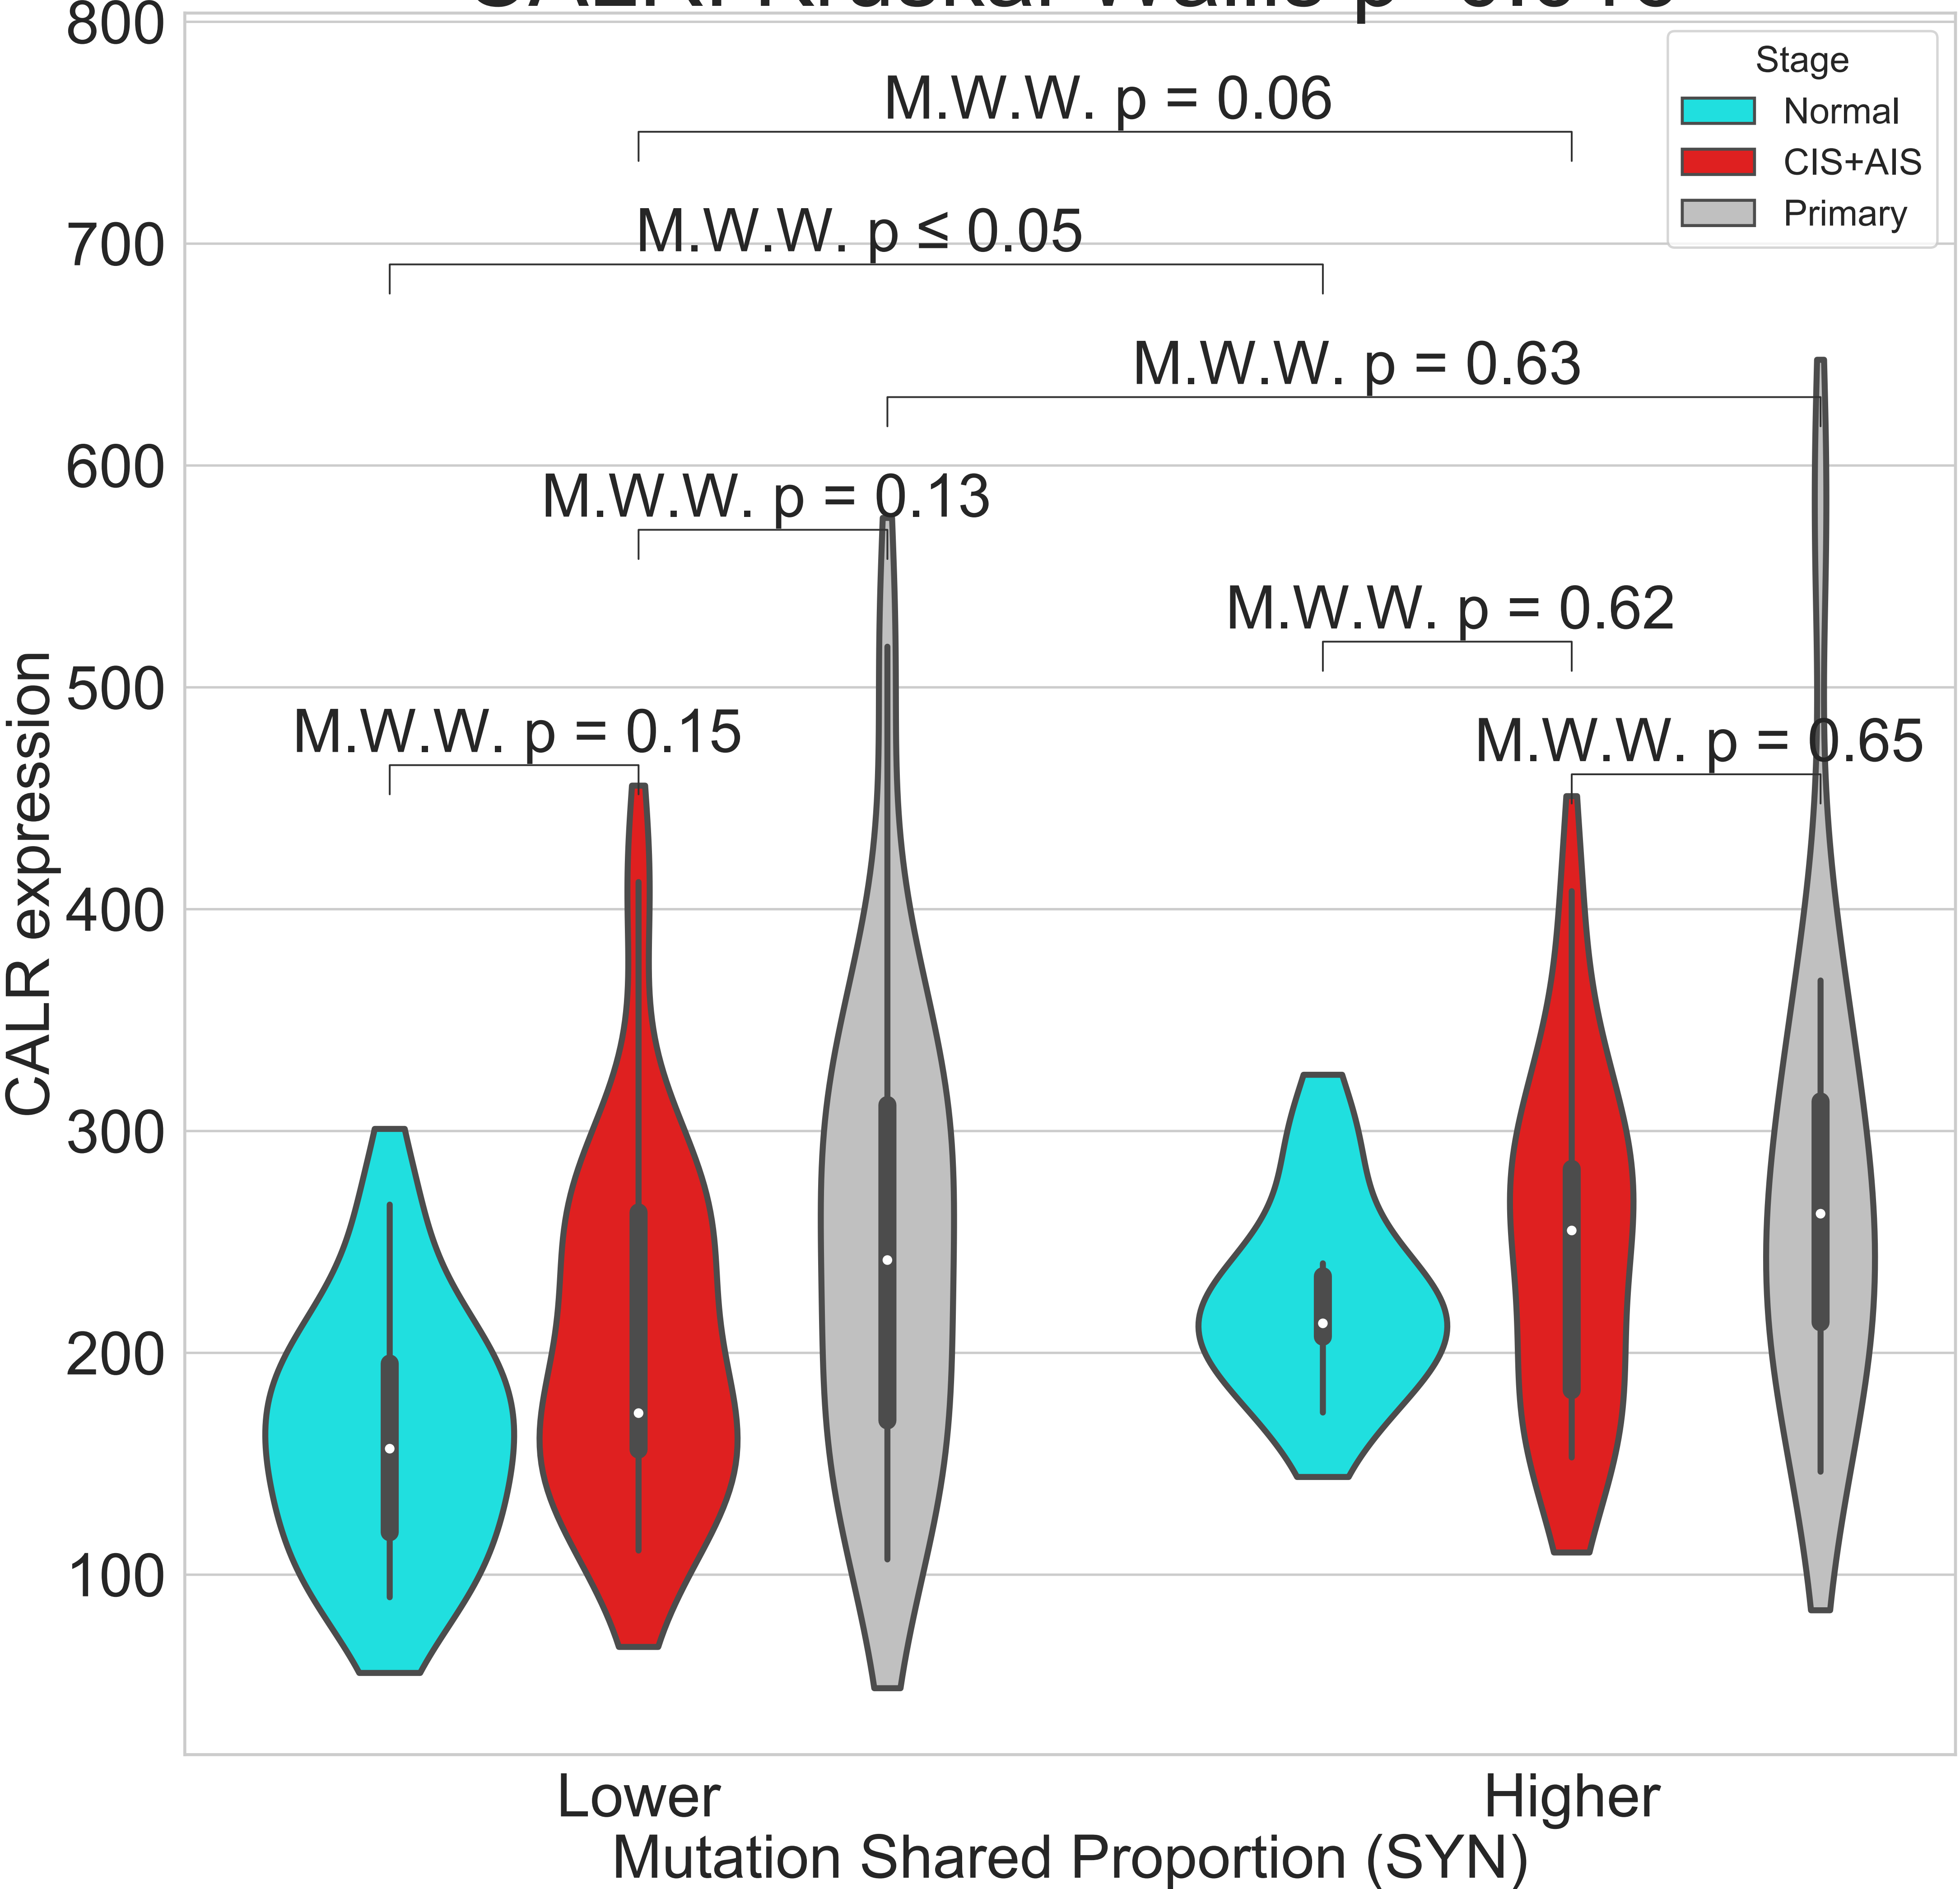 800
700
600
500
400
300
200
100
CALR expression
M.W.W. p = 0.06
M.W.W. p ≤ 0.05
M.W.W. p = 0.63
M.W.W. p = 0.13
M.W.W. p = 0.62
M.W.W. p = 0.15
M.W.W. p = 0.65
Stage
Normal
CIS+AIS
Primary
Lower
Higher
Mutation Shared Proportion (SYN)